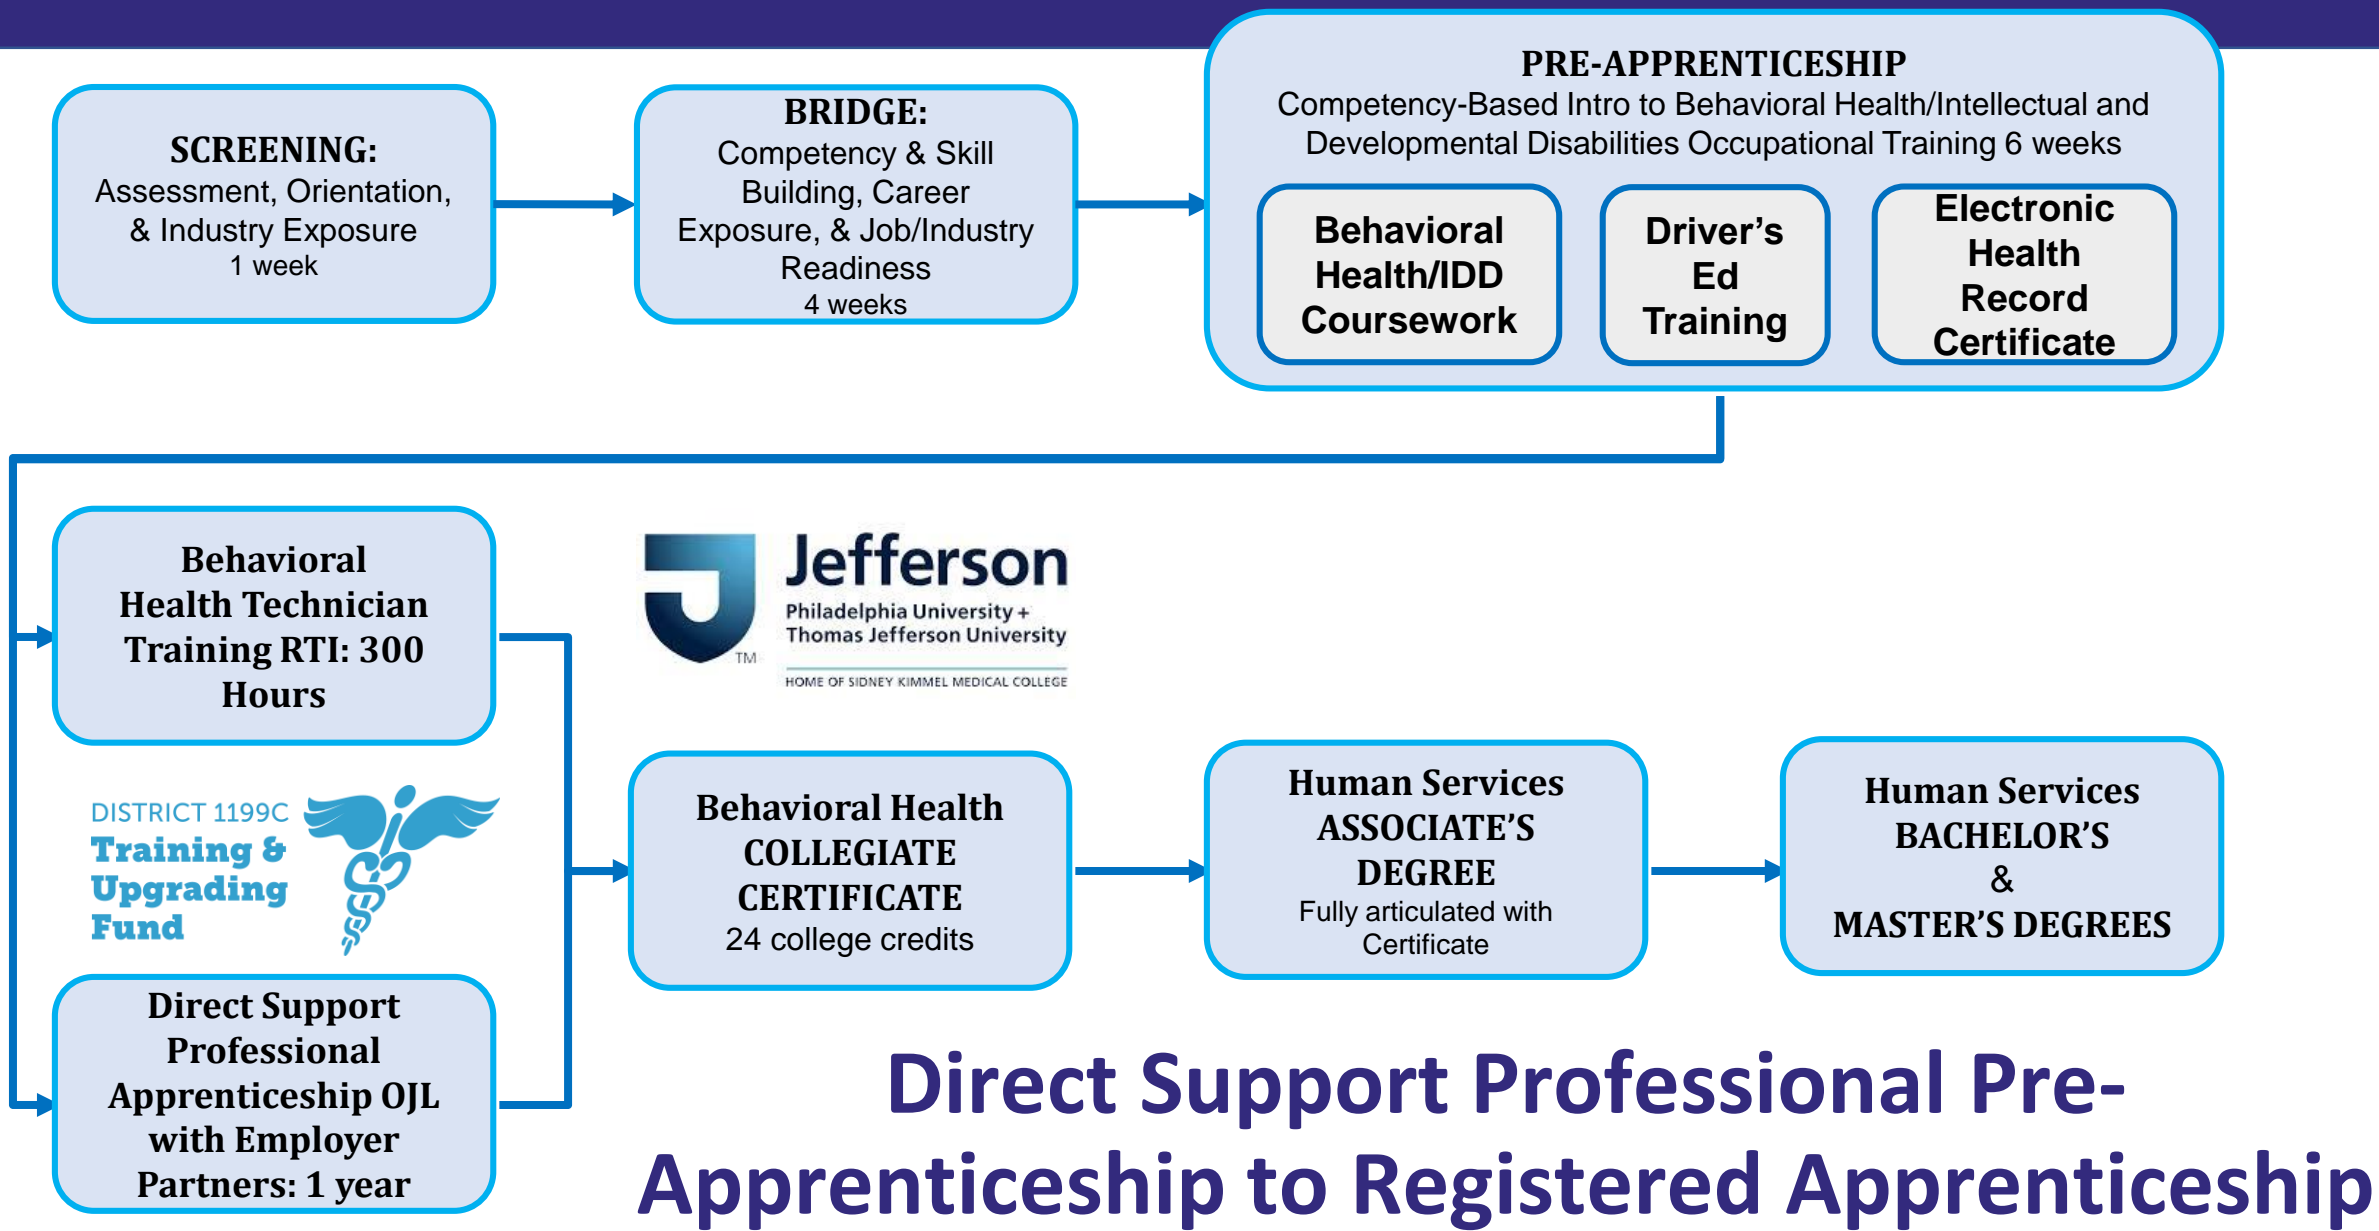 SCREENING:
Assessment, Orientation,
& Industry Exposure
1 week
BRIDGE:
Competency & Skill
Building, Career
Exposure, & Job/Industry
Readiness
4 weeks
PRE-APPRENTICESHIP
Competency-Based Intro to Behavioral Health/Intellectual and
Developmental Disabilities Occupational Training 6 weeks
Behavioral
Health/IDD
Coursework
Driver’s
Ed
Training
Electronic
Health
Record
Certificate
Behavioral
Health Technician
Training RTI: 300
Hours
Jefferson
Philadelphia University +
Thomas Jefferson University
TM
HOME OF SIDNEY KIMMEL MEDICAL COLLEGE
DISTRICT 1199C
Training &
Upgrading
Fund
Direct Support
Professional
Apprenticeship OJL
with Employer
Partners: 1 year
Behavioral Health
COLLEGIATE
CERTIFICATE
24 college credits
Human Services
ASSOCIATE’S
DEGREE
Fully articulated with
Certificate
Human Services
BACHELOR’S
&
MASTER’S DEGREES
Direct Support Professional Pre-
Apprenticeship to Registered Apprenticeship